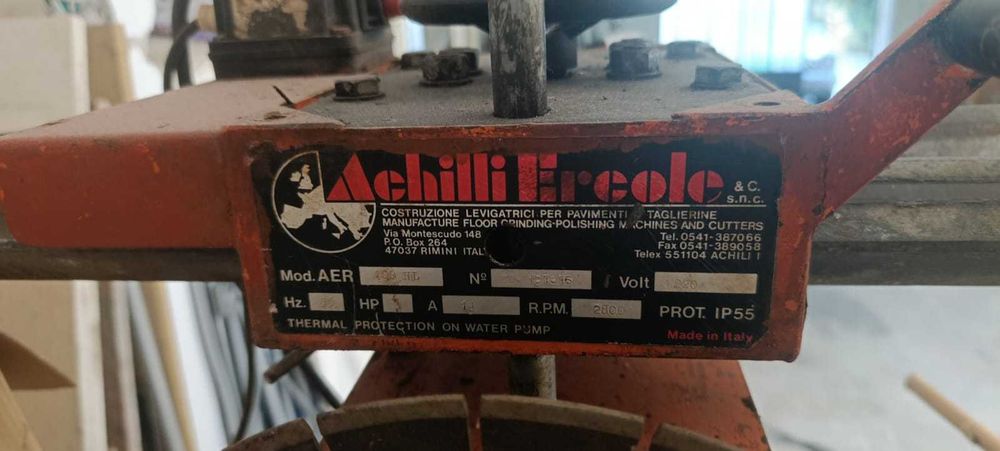 Achilli Ercole & C. s.n.c.
COSTRUZIONE LEVIGATRICI PER PAVIMENTI TAGLIERINE
MANUFACTURE FLOOR GRINDING-POLISHING MACHINES AND CUTTERS
Via Montescudo 148
P.O. Box 264
47037 RIMINI ITALY
Tel. 0541-387066
Fax 0541-389058
Telex 551104 ACHILI I
Mod. AER Nº Volt
Hz. HP A R.P.M. 2800 PROT. IP55
THERMAL PROTECTION ON WATER PUMP
Made in Italy